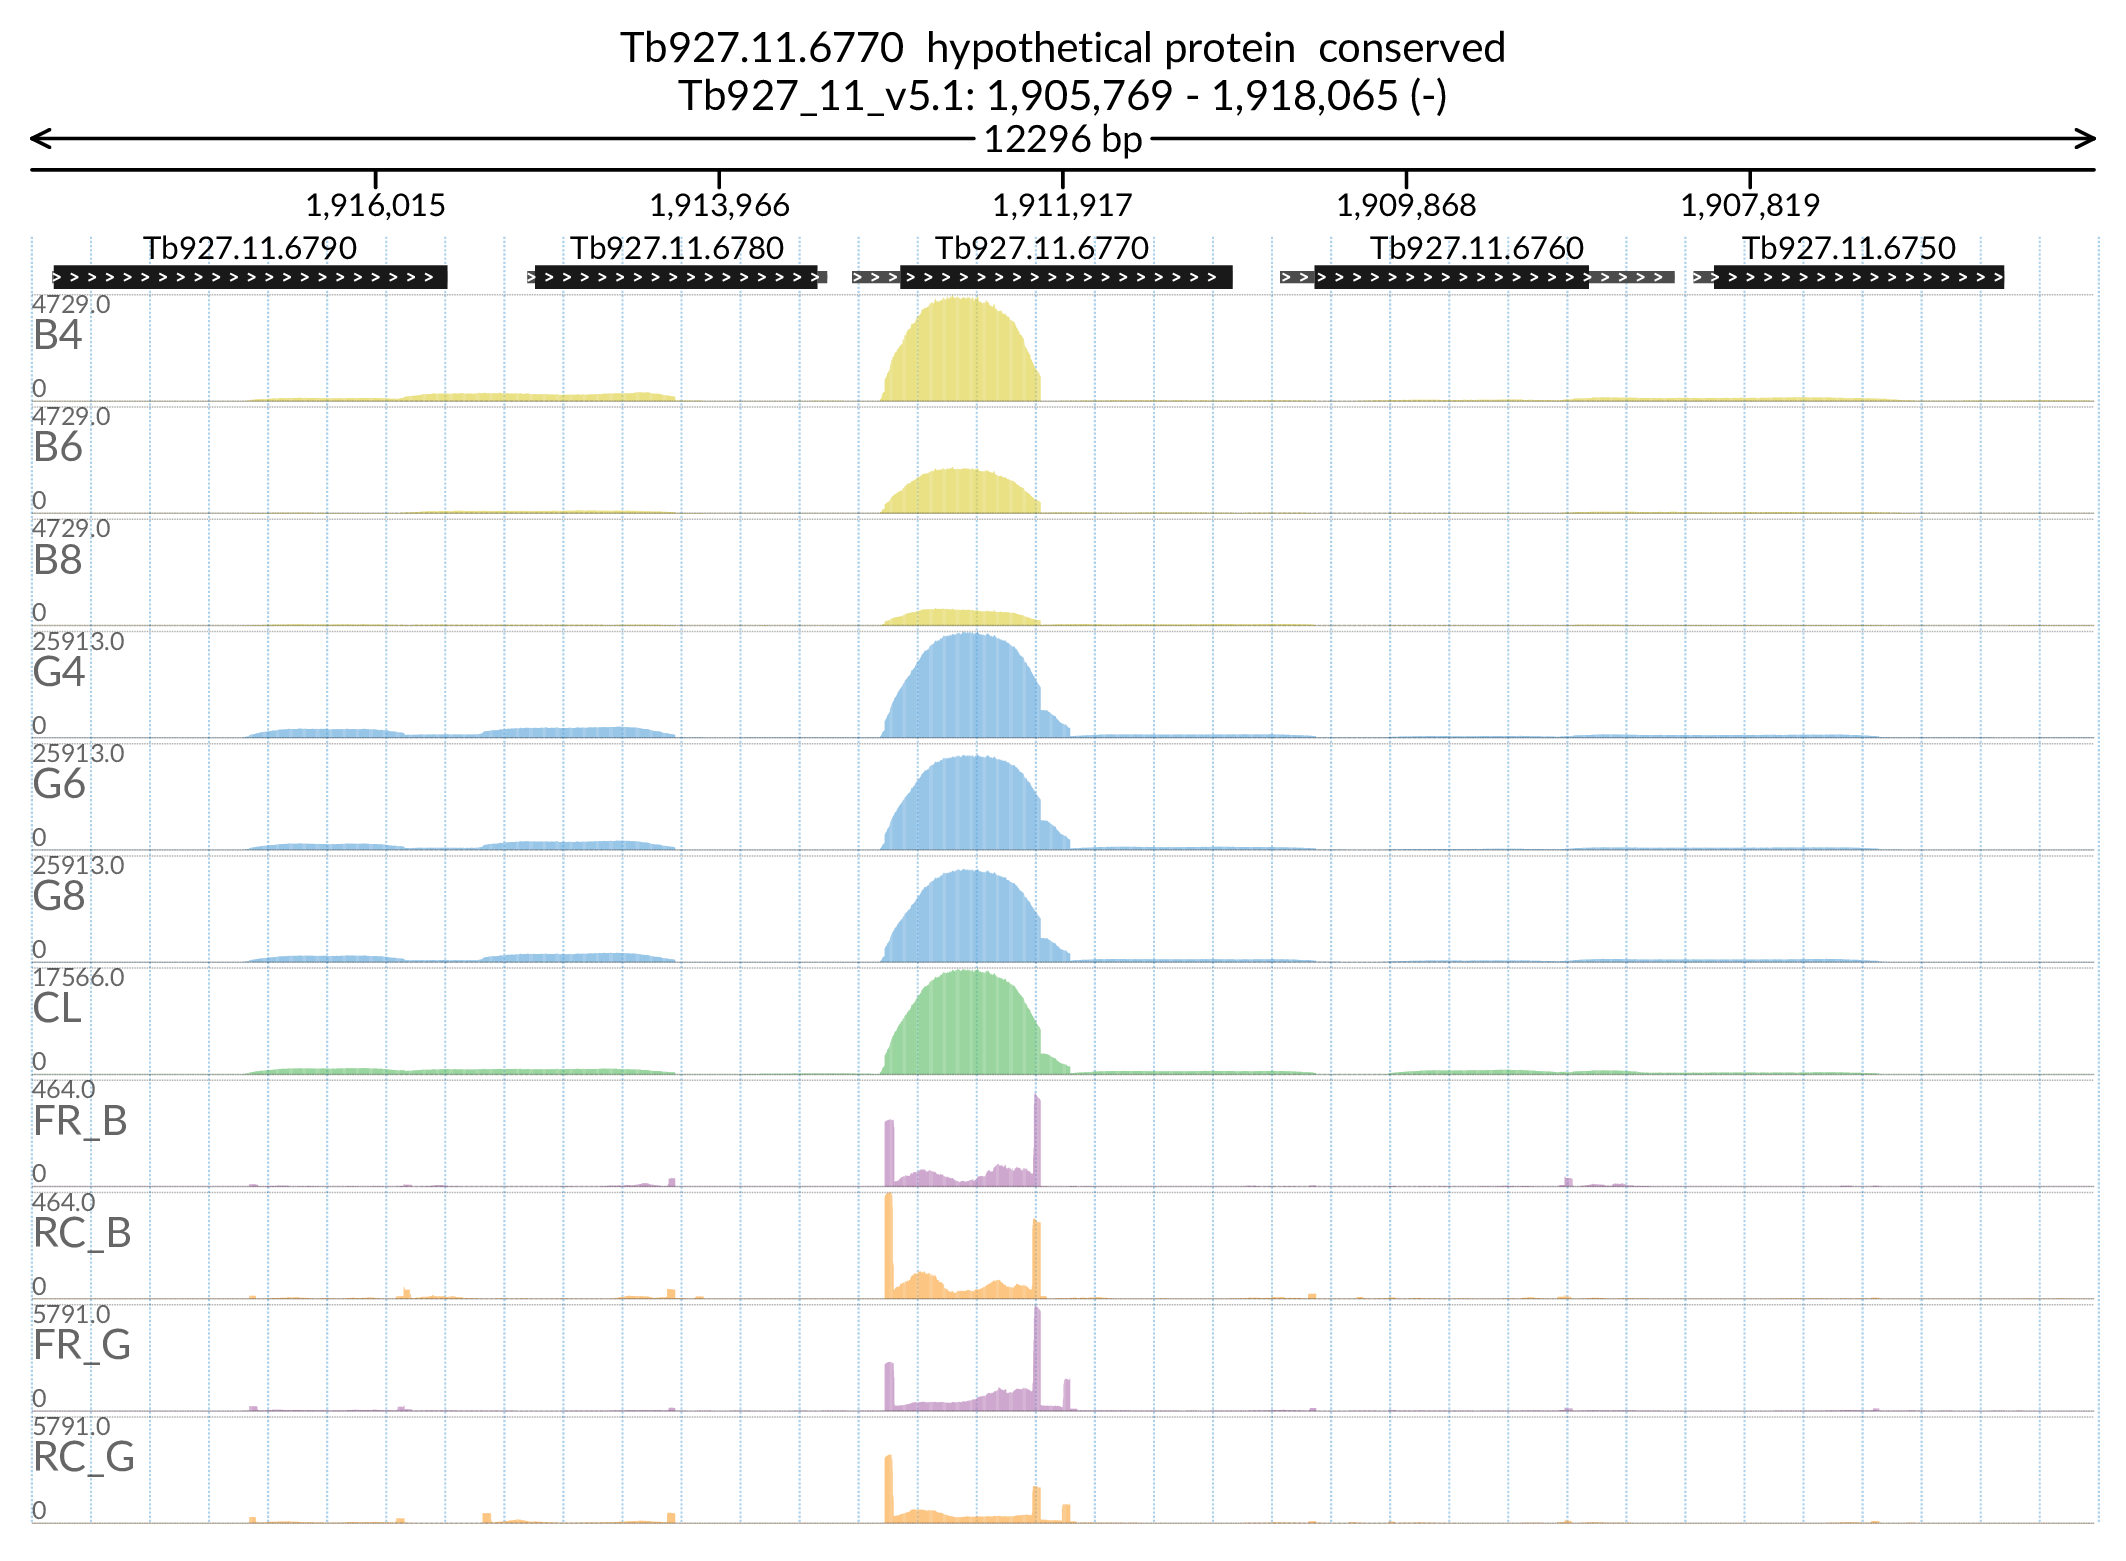 Tb927.11.6770 hypothetical protein conserved
Tb927_11_v5.1: 1,905,769 - 1,918,065 (-)
12296 bp
1,916,015 1,913,966 1,911,917 1,909,868 1,907,819
Tb927.11.6790 Tb927.11.6780 Tb927.11.6770 Tb927.11.6760 Tb927.11.6750
4729.0
B4
0
4729.0
B6
0
4729.0
B8
0
25913.0
G4
0
25913.0
G6
0
25913.0
G8
0
17566.0
CL
0
464.0
FR_B
0
464.0
RC_B
0
5791.0
FR_G
0
5791.0
RC_G
0